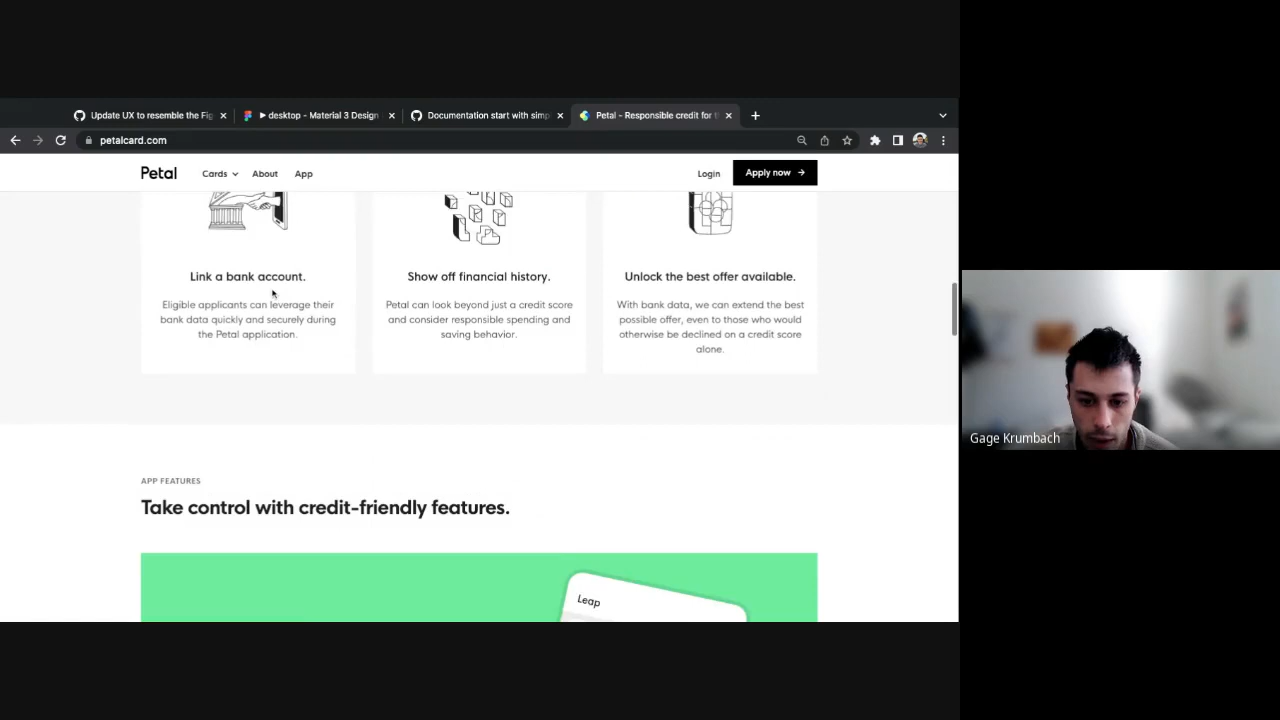 Update UX to resemble the Fig
desktop - Material 3 Design
Documentation start with simp
Petal - Responsible credit for t
petalcard.com
Petal
Cards
About
App
Login
Apply now
Link a bank account.
Eligible applicants can leverage their
bank data quickly and securely during
the Petal application.
Show off financial history.
Petal can look beyond just a credit score
and consider responsible spending and
saving behavior.
Unlock the best offer available.
With bank data, we can extend the best
possible offer, even to those who would
otherwise be declined on a credit score
alone.
APP FEATURES
Take control with credit-friendly features.
Leap
Gage Krumbach